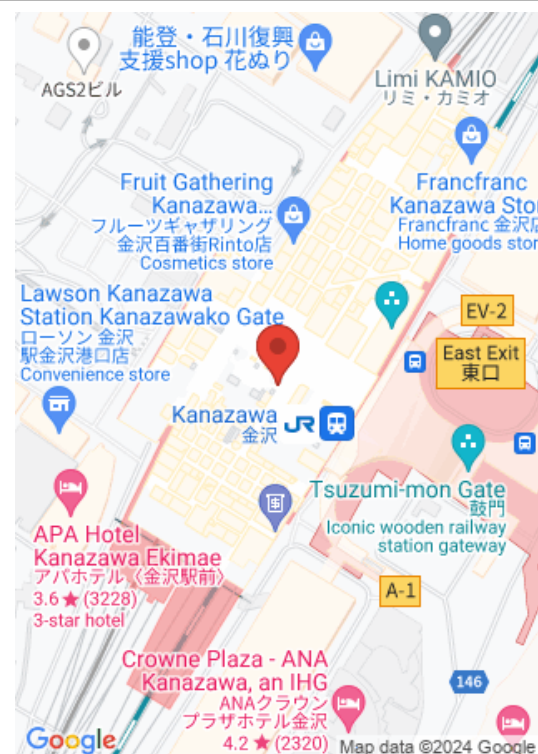 能登・石川復興
支援shop 花ぬり
AGS2ビル
Limi KAMIO
リミ・カミオ
Fruit Gathering
Kanazawa...
フルーツギャザリング
金沢百番街Rinto店
Cosmetics store
Francfranc
Kanazawa Sto
Francfranc 金沢店
Home goods stor
Lawson Kanazawa
Station Kanazawako Gate
ローソン 金沢
駅金沢港口店
Convenience store
EV-2
East Exit
東口
Kanazawa
金沢
JR
Tsuzumi-mon Gate
鼓門
Iconic wooden railway
station gateway
APA Hotel
Kanazawa Ekimae
アパホテル〈金沢駅前〉
3.6★(3228)
3-star hotel
A-1
Crowne Plaza - ANA
Kanazawa, an IHG
ANAクラウン
プラザホテル金沢
4.2★(2320)
146
Google
Map data ©2024 Google